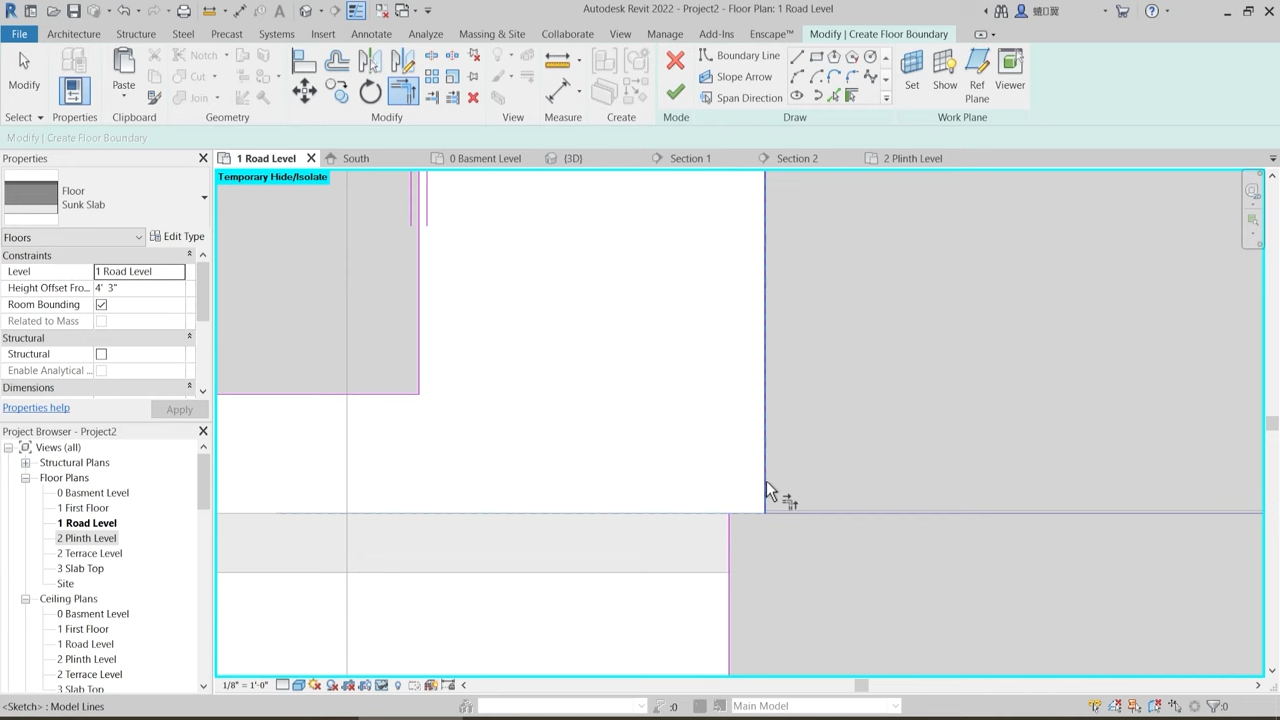 Autodesk Revit 2022 - Project2 - Floor Plan: 1 Road Level
File Architecture Structure Steel Precast Systems Insert Annotate Analyze Massing & Site Collaborate View Manage Add-Ins Enscape™ Modify | Create Floor Boundary
Notch
Boundary Line
Cut
Slope Arrow
Modify
Paste
Join
Span Direction
Set Show Ref Plane Viewer
Select Properties Clipboard Geometry Modify View Measure Create Mode Draw Work Plane
Modify | Create Floor Boundary
Properties
1 Road Level South 0 Basment Level {3D} Section 1 Section 2 2 Plinth Level
Temporary Hide/Isolate
Floor
Sunk Slab
Floors Edit Type
Constraints
Level 1 Road Level
Height Offset Fro... 4' 3"
Room Bounding
Related to Mass
Structural
Structural
Enable Analytical ...
Dimensions
Properties help Apply
Project Browser - Project2
Views (all)
Structural Plans
Floor Plans
0 Basment Level
1 First Floor
1 Road Level
2 Plinth Level
2 Terrace Level
3 Slab Top
Site
Ceiling Plans
0 Basment Level
1 First Floor
1 Road Level
2 Plinth Level
2 Terrace Level
3 Slab Top
1/8" = 1'-0"
<Sketch> : Model Lines
:0
Main Model
:0